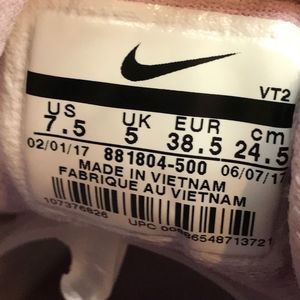 VT2
US UK EUR cm
7.5 5 38.5 24.5
02/01/17 881804-500 06/07/17
MADE IN VIETNAM
FABRIQUE AU VIETNAM
107376826
UPC 00886548713721